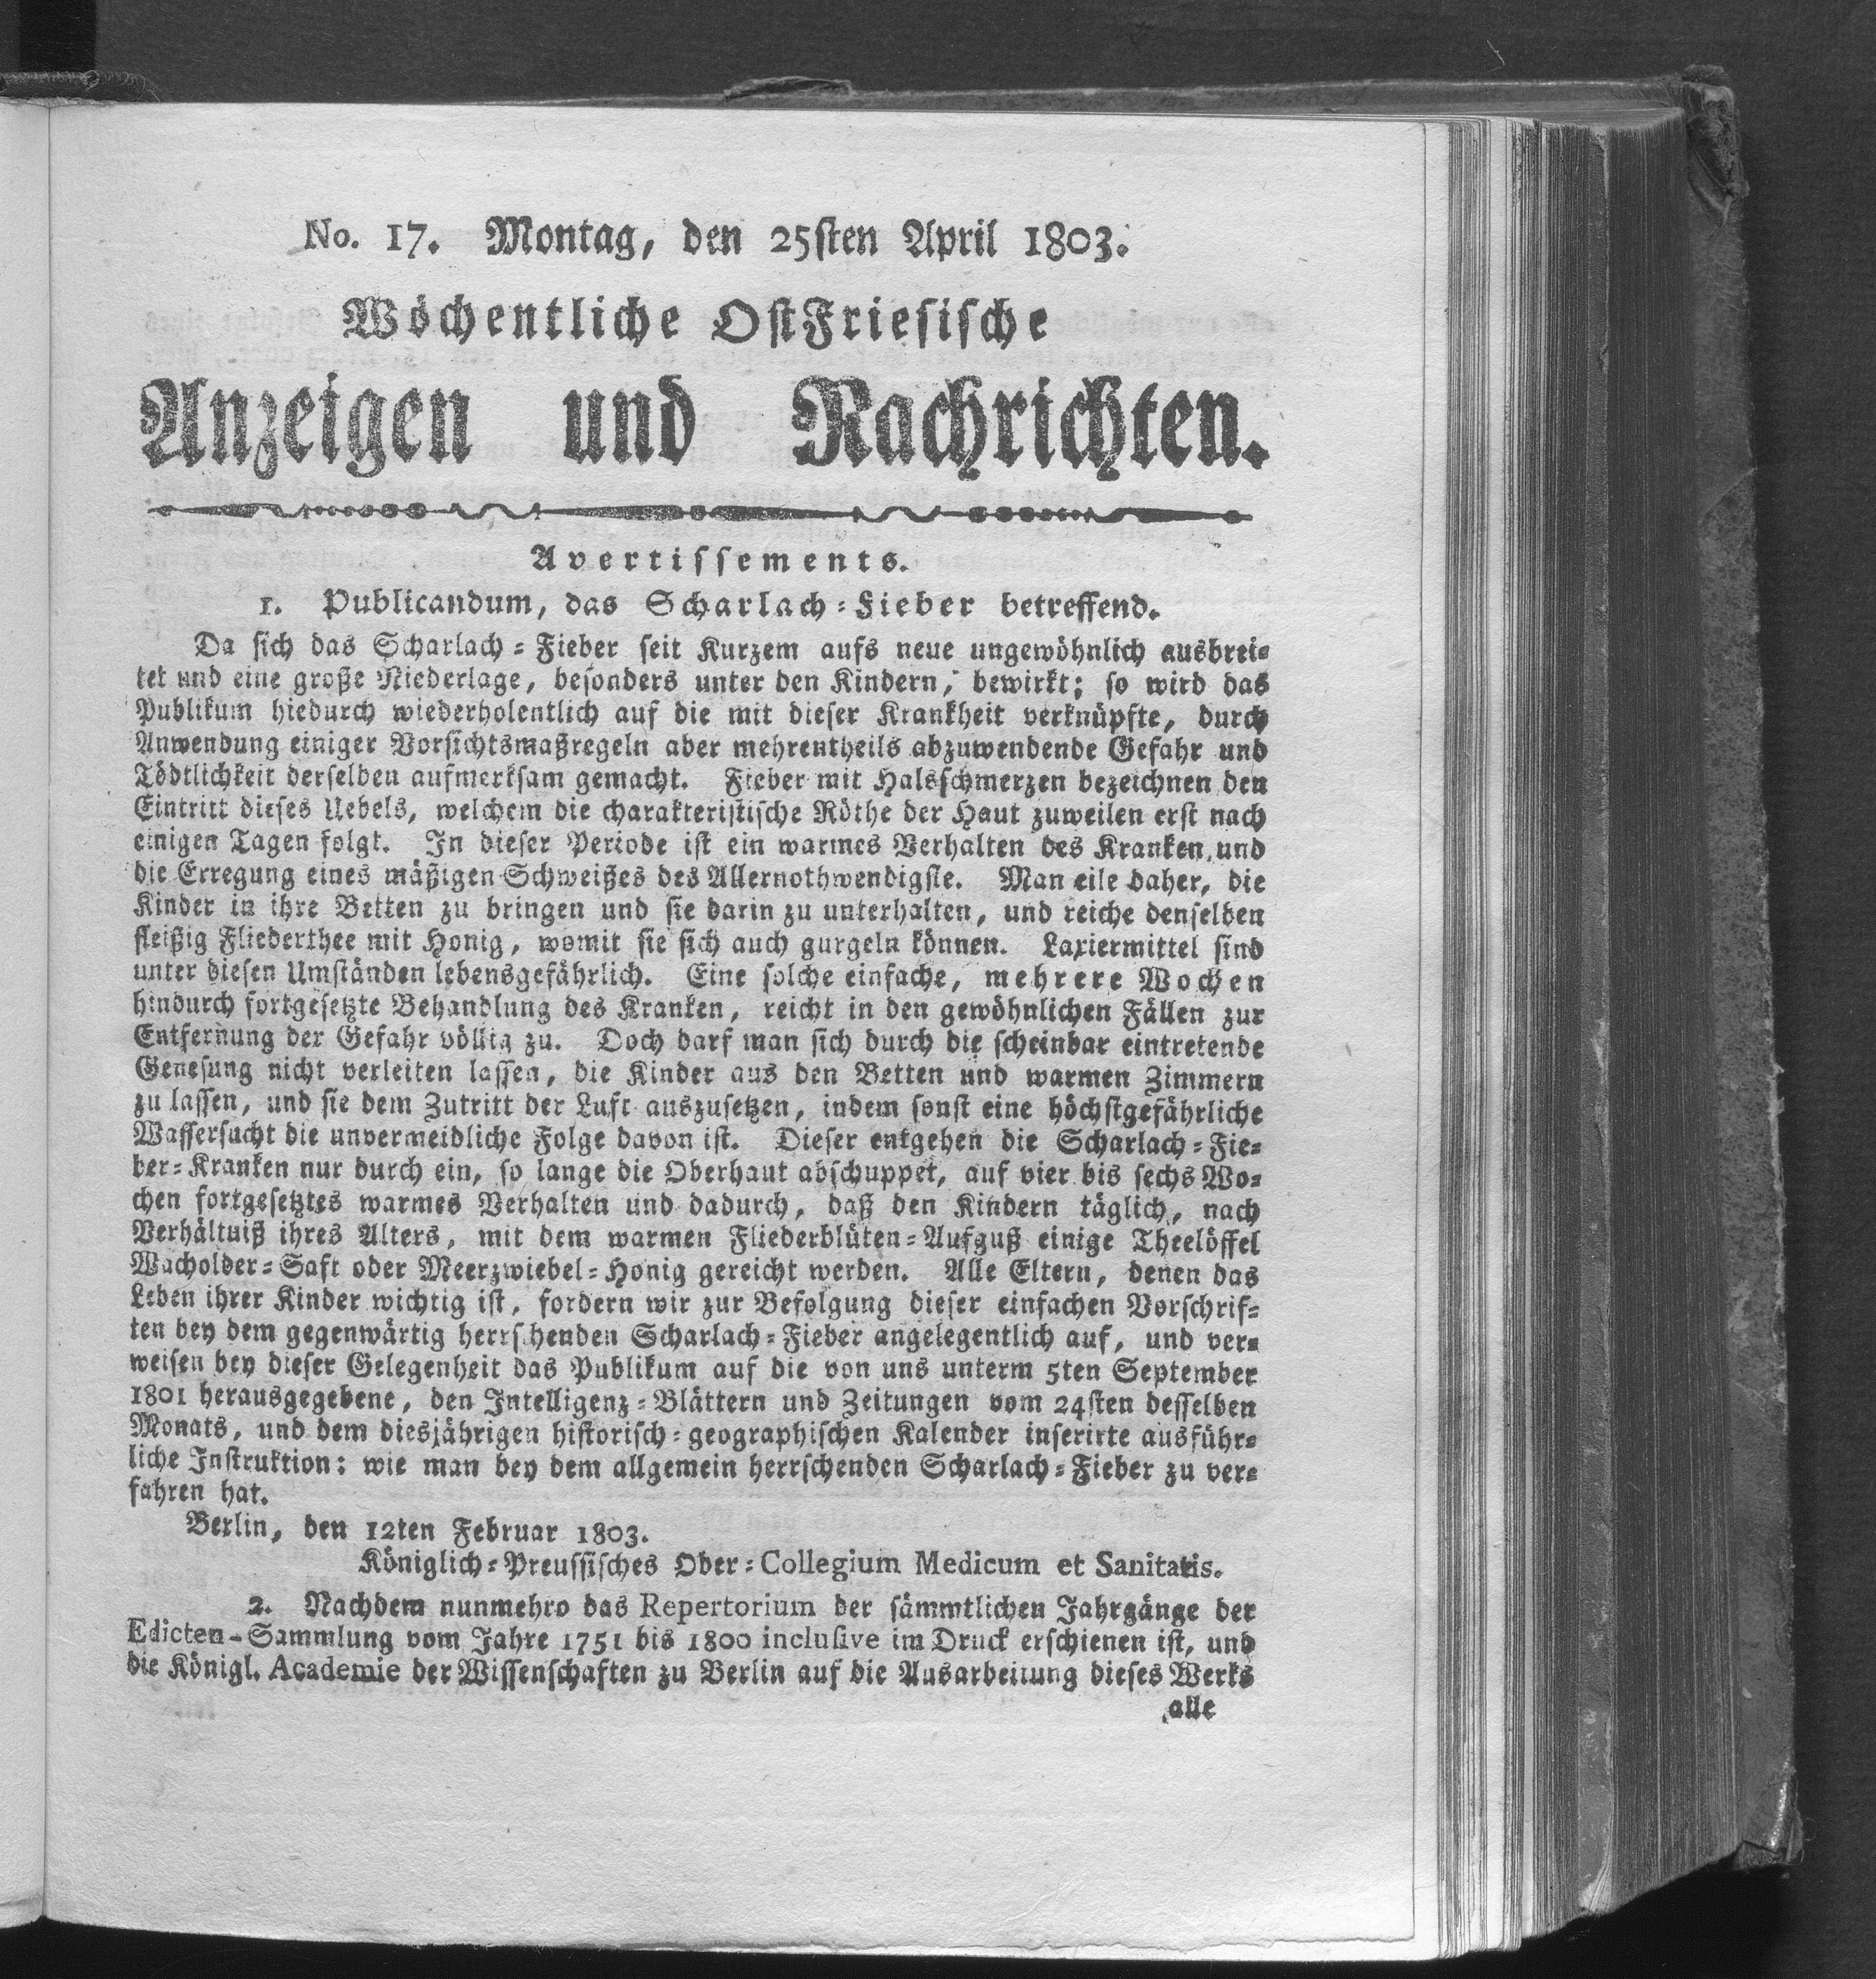 No. 17. Montag, den 25sten April 1803.
Wöchentliche OstFriesische
Anzeigen und Nachrichten.
Avertissements.
1. Publicandum, das Scharlach-Fieber betreffend.
Da sich das Scharlach-Fieber seit Kurzem aufs neue ungewöhnlich ausbrei-
tet und eine große Niederlage, besonders unter den Kindern, bewirkt; so wird das
Publikum hiedurch wiederholentlich auf die mit dieser Krankheit verknüpfte, durch
Anwendung einiger Vorsichtsmaßregeln aber mehrentheils abzuwendende Gefahr und
Tödtlichkeit derselben aufmerksam gemacht. Fieber mit Halsschmerzen bezeichnen den
Eintritt dieses Uebels, welchem die charakteristische Röthe der Haut zuweilen erst nach
einigen Tagen folgt. In dieser Periode ist ein warmes Verhalten des Kranken und
die Erregung eines mäßigen Schweißes des Allernothwendigste. Man eile daher, die
Kinder in ihre Betten zu bringen und sie darin zu unterhalten, und reiche denselben
fleißig Fliederthee mit Honig, womit sie sich auch gurgeln können. Laxiermittel sind
unter diesen Umständen lebensgefährlich. Eine solche einfache, mehrere Wochen
hindurch fortgesetzte Behandlung des Kranken, reicht in den gewöhnlichen Fällen zur
Entfernung der Gefahr völlig zu. Doch darf man sich durch die scheinbar eintretende
Genesung nicht verleiten lassen, die Kinder aus den Betten und warmen Zimmern
zu lassen, und sie dem Zutritt der Luft auszusetzen, indem sonst eine höchstgefährliche
Wassersucht die unvermeidliche Folge davon ist. Dieser entgehen die Scharlach-Fie-
ber-Kranken nur durch ein, so lange die Oberhaut abschuppet, auf vier bis sechs Wo-
chen fortgesetztes warmes Verhalten und dadurch, daß den Kindern täglich, nach
Verhältniß ihres Alters, mit dem warmen Fliederblüten-Aufguß einige Theelöffel
Wacholder-Saft oder Meerzwiebel-Honig gereicht werden. Alle Eltern, denen das
Leben ihrer Kinder wichtig ist, fordern wir zur Befolgung dieser einfachen Vorschrif-
ten bey dem gegenwärtig herrschenden Scharlach-Fieber angelegentlich auf, und ver-
weisen bey dieser Gelegenheit das Publikum auf die von uns unterm 5ten September
1801 herausgegebene, den Intelligenz-Blättern und Zeitungen vom 24sten desselben
Monats, und dem diesjährigen historisch-geographischen Kalender inserirte ausführ-
liche Instruktion: wie man bey dem allgemein herrschenden Scharlach-Fieber zu ver-
fahren hat.
Berlin, den 12ten Februar 1803.
Königlich-Preussisches Ober-Collegium Medicum et Sanitatis.
2. Nachdem nunmehro das Repertorium der sämmtlichen Jahrgänge der
Edicten-Sammlung vom Jahre 1751 bis 1800 inclusive im Druck erschienen ist, und
die Königl. Academie der Wissenschaften zu Berlin auf die Ausarbeitung dieses Werks
alle